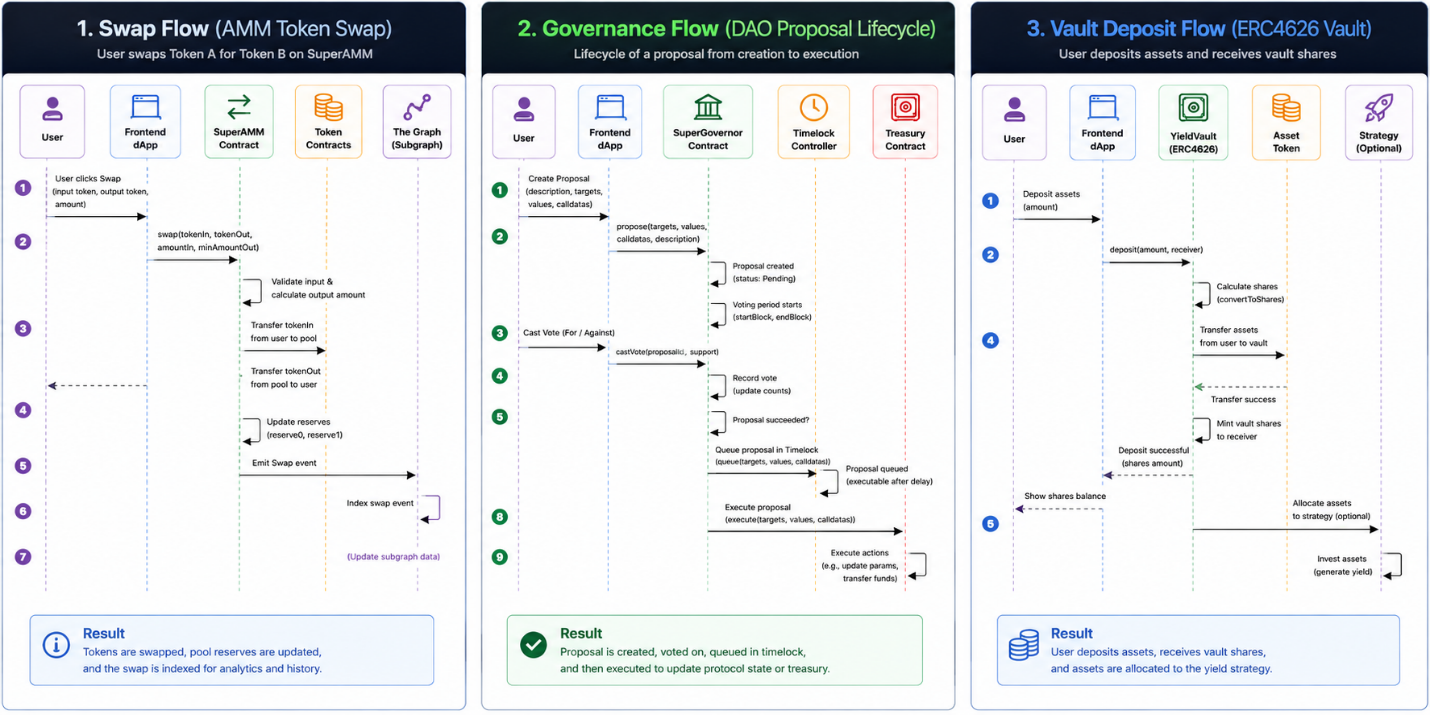 1. Swap Flow (AMM Token Swap)
User swaps Token A for Token B on SuperAMM
User
Frontend
dApp
SuperAMM
Contract
Token
Contracts
The Graph
(Subgraph)
1
User clicks Swap
(input token, output token,
amount)
2
swap(tokenIn, tokenOut,
amountIn, minAmountOut)
Validate input &
calculate output amount
3
Transfer tokenIn
from user to pool
Transfer tokenOut
from pool to user
4
Update reserves
(reserve0, reserve1)
5
Emit Swap event
6
Index swap event
7
(Update subgraph data)
Result
Tokens are swapped, pool reserves are updated,
and the swap is indexed for analytics and history.
2. Governance Flow (DAO Proposal Lifecycle)
Lifecycle of a proposal from creation to execution
User
Frontend
dApp
SuperGovernor
Contract
Timelock
Controller
Treasury
Contract
1
Create Proposal
(description, targets,
values, calldatas)
2
propose(targets, values,
calldatas, description)
Proposal created
(status: Pending)
Voting period starts
(startBlock, endBlock)
3
Cast Vote (For / Against)
castVote(proposalId, support)
4
Record vote
(update counts)
5
Proposal succeeded?
Queue proposal in Timelock
(queue(targets, values, calldatas))
Proposal queued
(executable after delay)
8
Execute proposal
(execute(targets, values, calldatas))
9
Execute actions
(e.g., update params,
transfer funds)
Result
Proposal is created, voted on, queued in timelock,
and then executed to update protocol state or treasury.
3. Vault Deposit Flow (ERC4626 Vault)
User deposits assets and receives vault shares
User
Frontend
dApp
YieldVault
(ERC4626)
Asset
Token
Strategy
(Optional)
1
Deposit assets
(amount)
2
deposit(amount, receiver)
Calculate shares
(convertToShares)
4
Transfer assets
from user to vault
Transfer success
Mint vault shares
to receiver
Deposit successful
(shares amount)
Show shares balance
5
Allocate assets
to strategy (optional)
Invest assets
(generate yield)
Result
User deposits assets, receives vault shares,
and assets are allocated to the yield strategy.